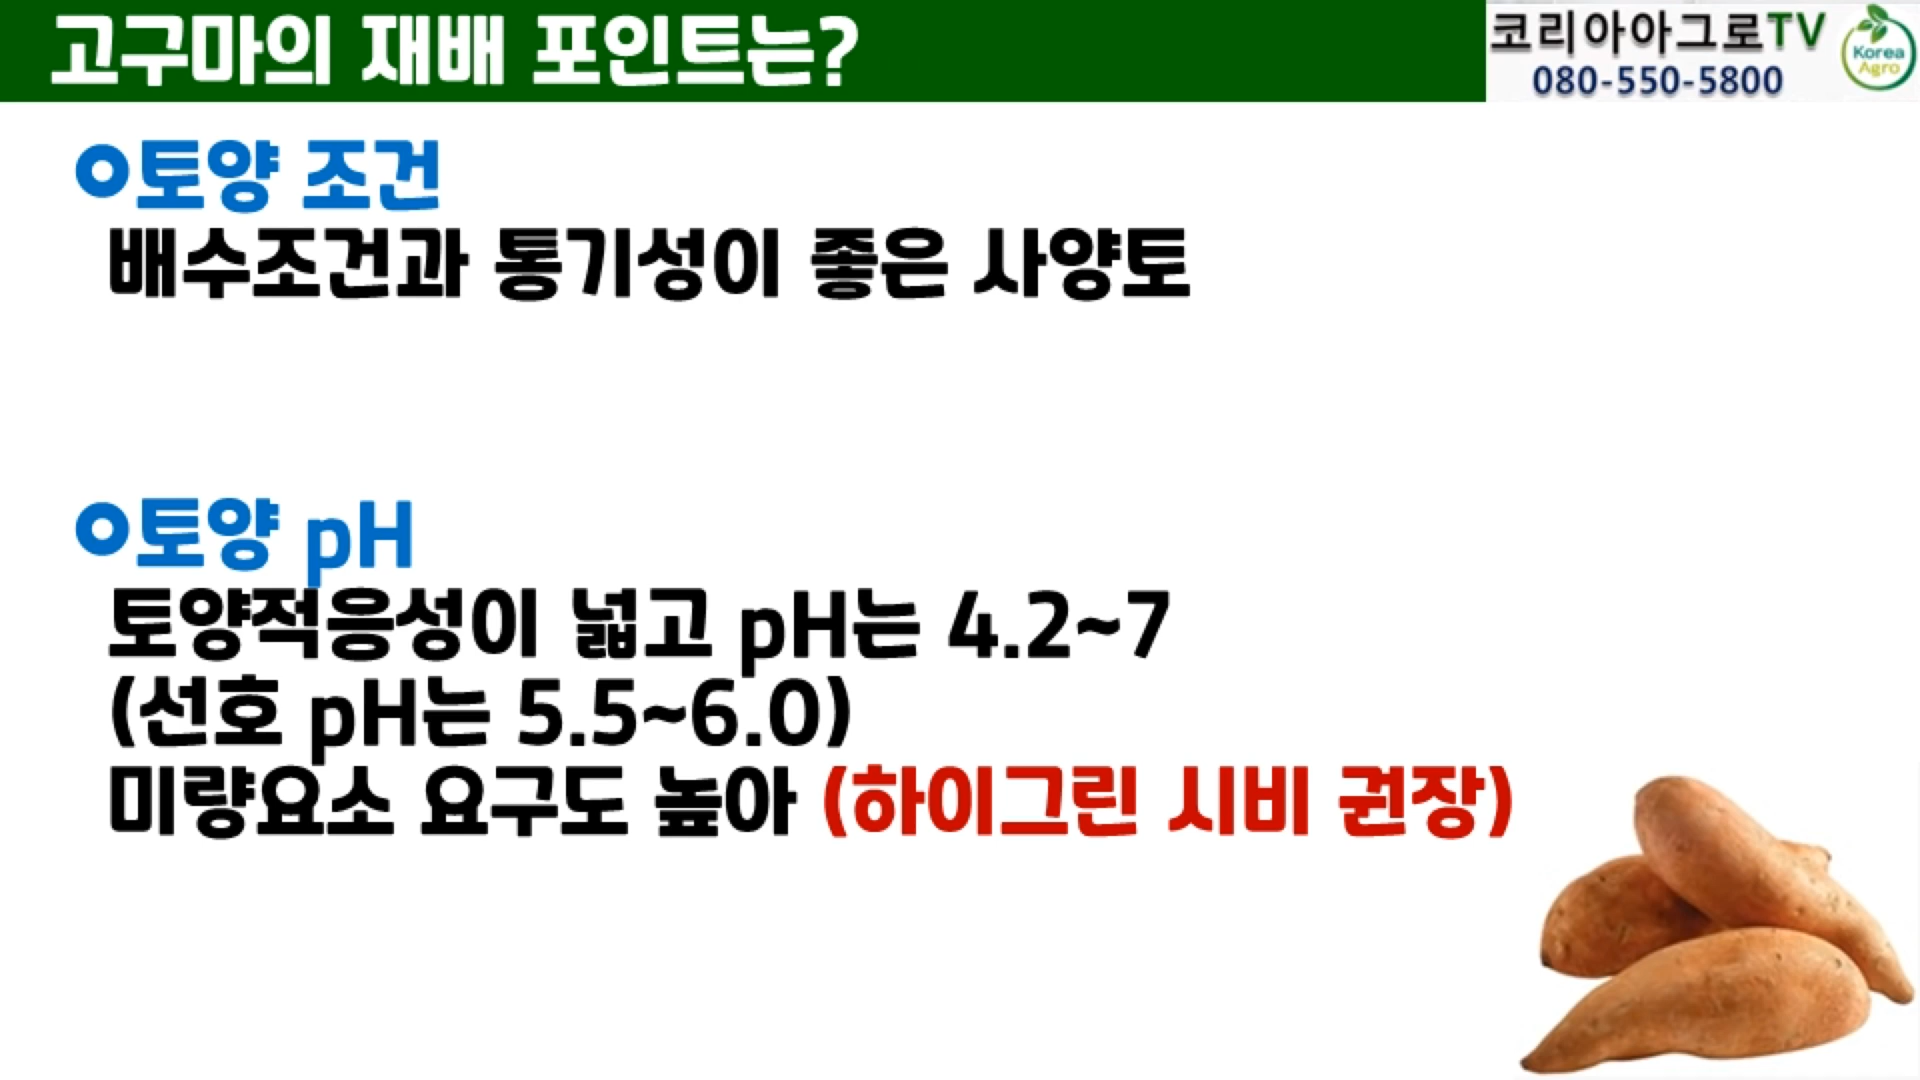 고구마의 재배 포인트는?
코리아아그로TV
080-550-5800
Korea
Agro
토양 조건
배수조건과 통기성이 좋은 사양토
토양 pH
토양적응성이 넓고 pH는 4.2~7
(선호 pH는 5.5~6.0)
미량요소 요구도 높아 (하이그린 시비 권장)